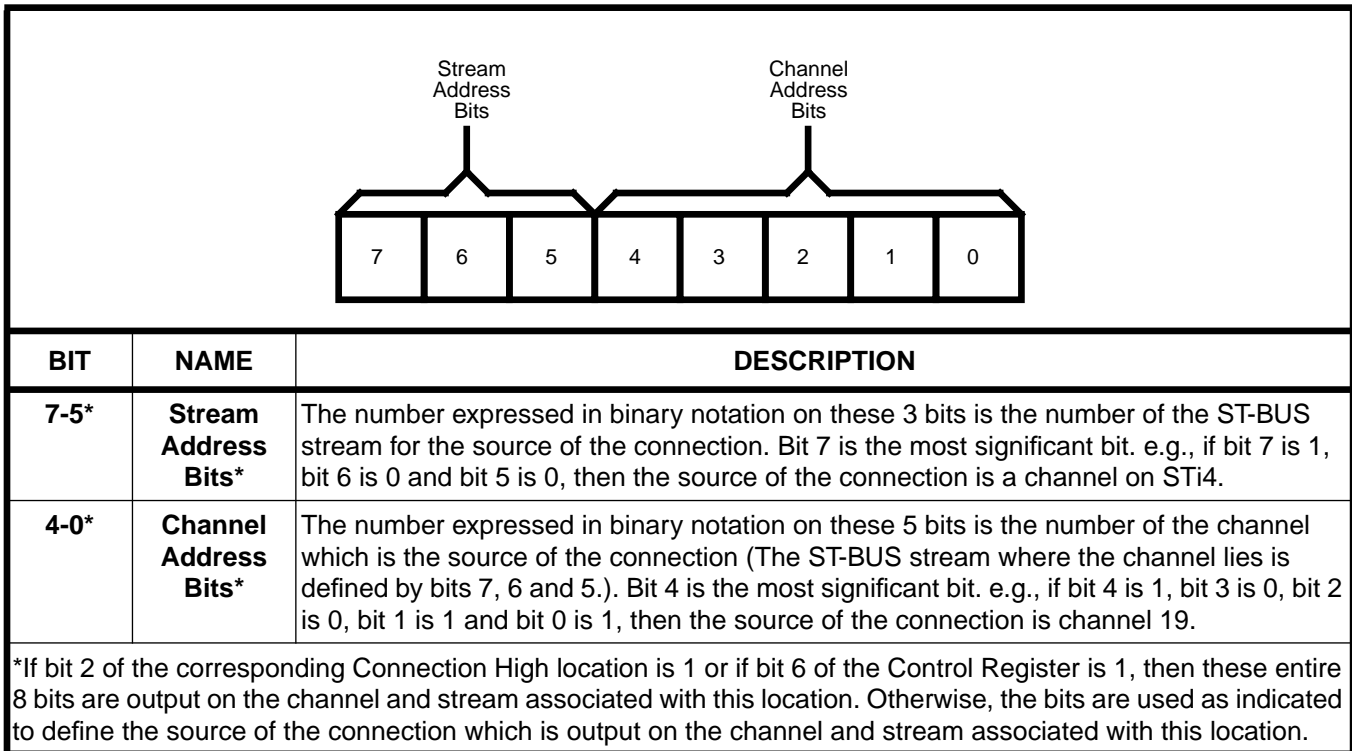 Stream
Address
Bits
Channel
Address
Bits
7 6 5 4 3 2 1 0
BIT NAME DESCRIPTION
7-5* Stream Address Bits* The number expressed in binary notation on these 3 bits is the number of the ST-BUS
stream for the source of the connection. Bit 7 is the most significant bit. e.g., if bit 7 is 1,
bit 6 is 0 and bit 5 is 0, then the source of the connection is a channel on STi4.
4-0* Channel Address Bits* The number expressed in binary notation on these 5 bits is the number of the channel
which is the source of the connection (The ST-BUS stream where the channel lies is
defined by bits 7, 6 and 5.). Bit 4 is the most significant bit. e.g., if bit 4 is 1, bit 3 is 0, bit 2
is 0, bit 1 is 1 and bit 0 is 1, then the source of the connection is channel 19.
*If bit 2 of the corresponding Connection High location is 1 or if bit 6 of the Control Register is 1, then these entire
8 bits are output on the channel and stream associated with this location. Otherwise, the bits are used as indicated
to define the source of the connection which is output on the channel and stream associated with this location.